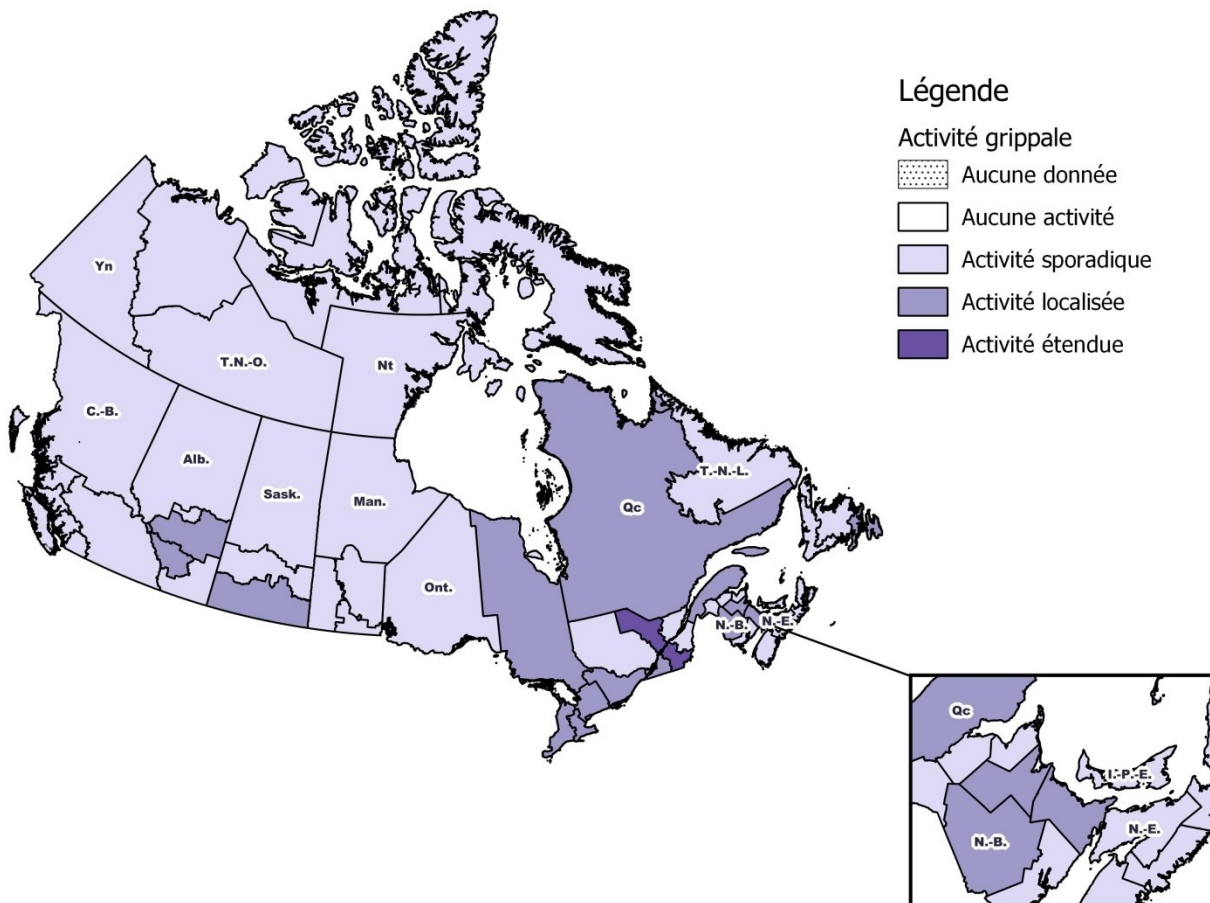 Légende
Activité grippale
Aucune donnée
Aucune activité
Activité sporadique
Activité localisée
Activité étendue
Yn
T.N.-O.
Nt
C.-B.
Alb.
Sask.
Man.
Ont.
Qc
T.-N.-L.
N.-B.
N.-E.
Qc
I.-P.-E.
N.-E.
N.-B.